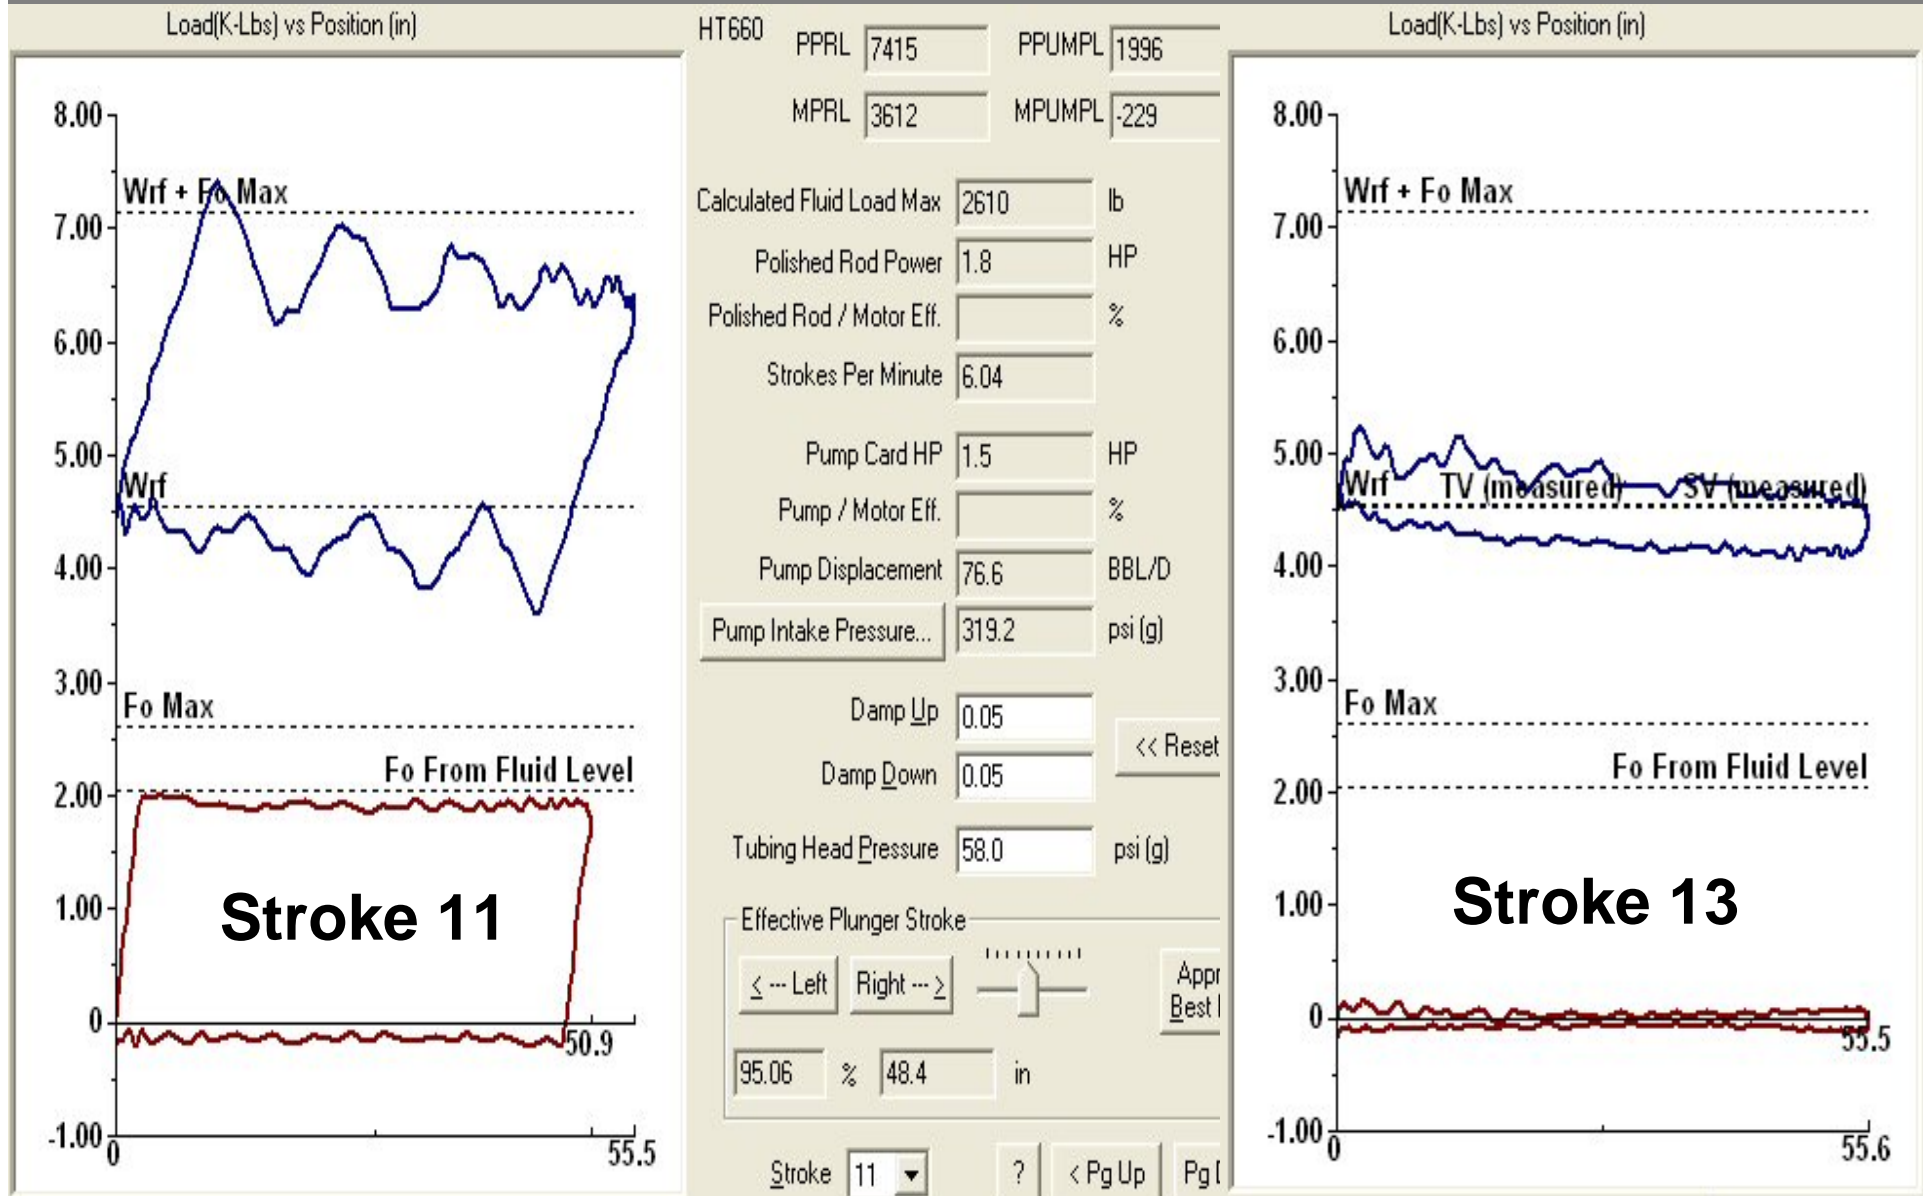 Load(K-Lbs) vs Position (in)
8.00
Wrf + Fo Max
7.00
6.00
5.00
Wrf
4.00
3.00
Fo Max
Fo From Fluid Level
2.00
1.00
Stroke 11
0
50.9
-1.00
0
55.5
HT660
PPRL 7415 PPUMPL 1996
MPRL 3612 MPUMPL -229
Calculated Fluid Load Max 2610 lb
Polished Rod Power 1.8 HP
Polished Rod / Motor Eff. %
Strokes Per Minute 6.04
Pump Card HP 1.5 HP
Pump / Motor Eff. %
Pump Displacement 76.6 BBL/D
Pump Intake Pressure... 319.2 psi (g)
Damp Up 0.05
<< Reset
Damp Down 0.05
Tubing Head Pressure 58.0 psi (g)
Effective Plunger Stroke
< --- Left Right --- >
Best
95.06 % 48.4 in
Stroke 11 ? < Pg Up Pg
Load(K-Lbs) vs Position (in)
8.00
Wrf + Fo Max
7.00
6.00
5.00
Wrf TV (measured) SV (measured)
4.00
3.00
Fo Max
Fo From Fluid Level
2.00
1.00
Stroke 13
0
55.5
-1.00
0
55.6